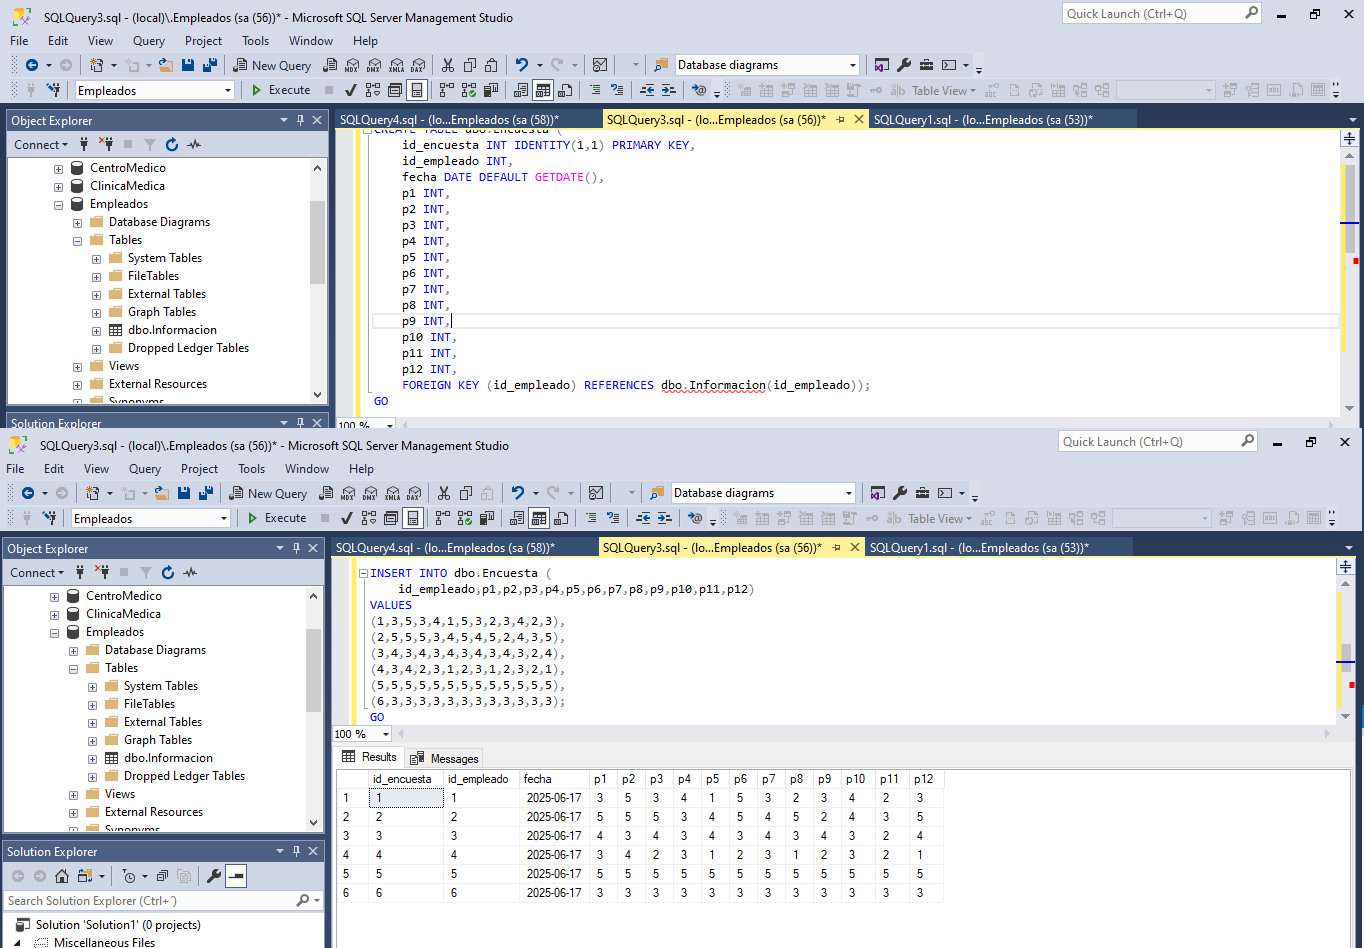 SQLQuery3.sql - (local)\.Empleados (sa (56))* - Microsoft SQL Server Management Studio
Quick Launch (Ctrl+Q)
File Edit View Query Project Tools Window Help
New Query MDX DMX XMLA DAX Database diagrams
Empleados Execute Table View
Object Explorer
SQLQuery4.sql - (lo...Empleados (sa (58))* SQLQuery3.sql - (lo...Empleados (sa (56))* SQLQuery1.sql - (lo...Empleados (sa (53))*
Connect
CentroMedico
ClinicaMedica
Empleados
Database Diagrams
Tables
System Tables
FileTables
External Tables
Graph Tables
dbo.Informacion
Dropped Ledger Tables
Views
External Resources
Synonyms
Solution Explorer
CREATE TABLE dbo.Encuesta (
id_encuesta INT IDENTITY(1,1) PRIMARY KEY,
id_empleado INT,
fecha DATE DEFAULT GETDATE(),
p1 INT,
p2 INT,
p3 INT,
p4 INT,
p5 INT,
p6 INT,
p7 INT,
p8 INT,
p9 INT,
p10 INT,
p11 INT,
p12 INT,
FOREIGN KEY (id_empleado) REFERENCES dbo.Informacion(id_empleado));
GO
100 %
SQLQuery3.sql - (local)\.Empleados (sa (56))* - Microsoft SQL Server Management Studio
Quick Launch (Ctrl+Q)
File Edit View Query Project Tools Window Help
New Query MDX DMX XMLA DAX Database diagrams
Empleados Execute Table View
Object Explorer
SQLQuery4.sql - (lo...Empleados (sa (58))* SQLQuery3.sql - (lo...Empleados (sa (56))* SQLQuery1.sql - (lo...Empleados (sa (53))*
Connect
CentroMedico
ClinicaMedica
Empleados
Database Diagrams
Tables
System Tables
FileTables
External Tables
Graph Tables
dbo.Informacion
Dropped Ledger Tables
Views
External Resources
Synonyms
Solution Explorer
Search Solution Explorer (Ctrl+´)
Solution 'Solution1' (0 projects)
Miscellaneous Files
INSERT INTO dbo.Encuesta (
id_empleado,p1,p2,p3,p4,p5,p6,p7,p8,p9,p10,p11,p12)
VALUES
(1,3,5,3,4,1,5,3,2,3,4,2,3),
(2,5,5,5,3,4,5,4,5,2,4,3,5),
(3,4,3,4,3,4,3,4,3,4,3,2,4),
(4,3,4,2,3,1,2,3,1,2,3,2,1),
(5,5,5,5,5,5,5,5,5,5,5,5,5),
(6,3,3,3,3,3,3,3,3,3,3,3,3);
GO
100 %
Results Messages
id_encuesta id_empleado fecha p1 p2 p3 p4 p5 p6 p7 p8 p9 p10 p11 p12
1 1 1 2025-06-17 3 5 3 4 1 5 3 2 3 4 2 3
2 2 2 2025-06-17 5 5 5 3 4 5 4 5 2 4 3 5
3 3 3 2025-06-17 4 3 4 3 4 3 4 3 4 3 2 4
4 4 4 2025-06-17 3 4 2 3 1 2 3 1 2 3 2 1
5 5 5 2025-06-17 5 5 5 5 5 5 5 5 5 5 5 5
6 6 6 2025-06-17 3 3 3 3 3 3 3 3 3 3 3 3